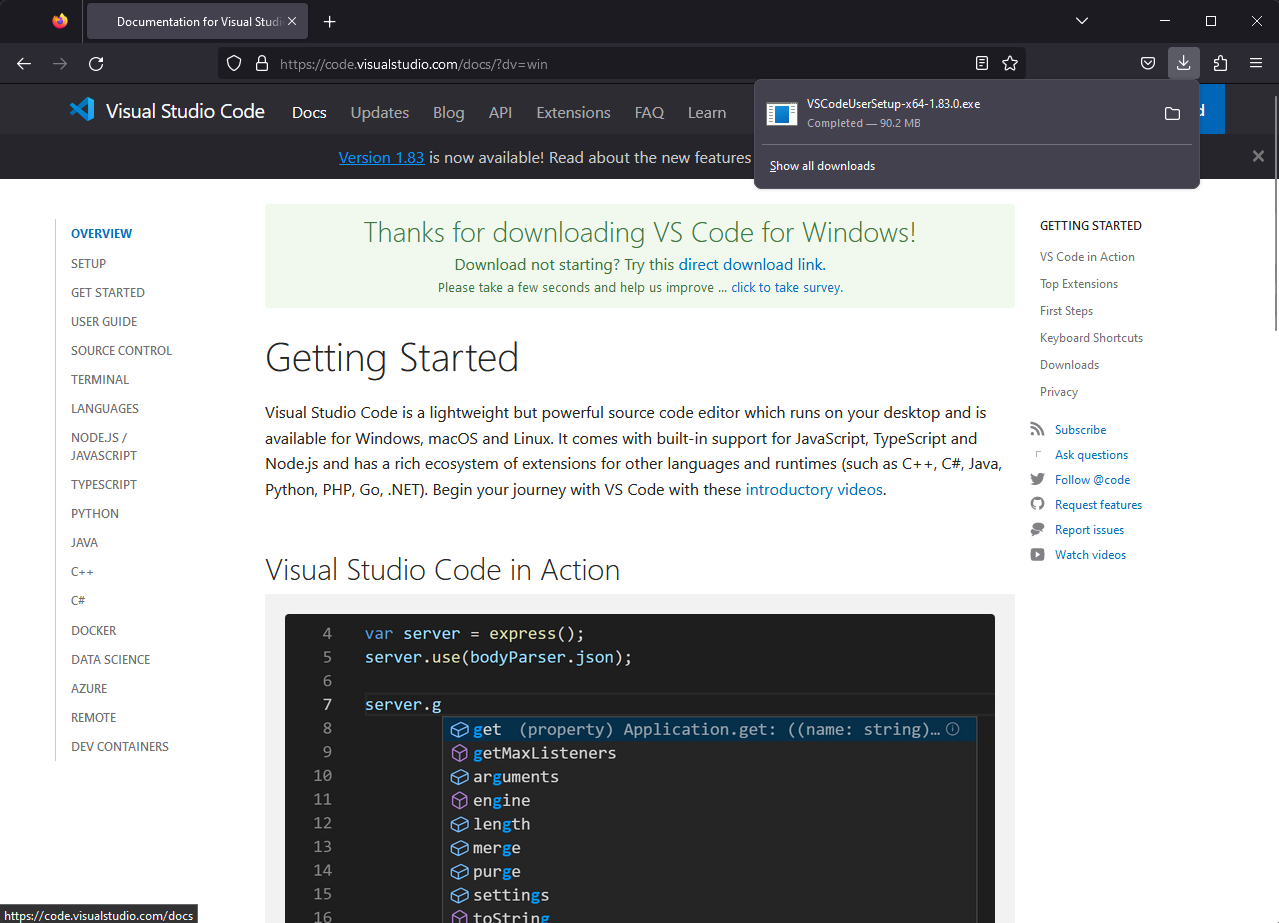 Documentation for Visual Studi
https://code.visualstudio.com/docs/?dv=win
VSCodeUserSetup-x64-1.83.0.exe
Completed — 90.2 MB
Show all downloads
Visual Studio Code
Docs
Updates
Blog
API
Extensions
FAQ
Learn
d
Version 1.83 is now available! Read about the new features
OVERVIEW
SETUP
GET STARTED
USER GUIDE
SOURCE CONTROL
TERMINAL
LANGUAGES
NODE.JS /
JAVASCRIPT
TYPESCRIPT
PYTHON
JAVA
C++
C#
DOCKER
DATA SCIENCE
AZURE
REMOTE
DEV CONTAINERS
Thanks for downloading VS Code for Windows!
Download not starting? Try this direct download link.
Please take a few seconds and help us improve ... click to take survey.
Getting Started
Visual Studio Code is a lightweight but powerful source code editor which runs on your desktop and is
available for Windows, macOS and Linux. It comes with built-in support for JavaScript, TypeScript and
Node.js and has a rich ecosystem of extensions for other languages and runtimes (such as C++, C#, Java,
Python, PHP, Go, .NET). Begin your journey with VS Code with these introductory videos.
Visual Studio Code in Action
4 var server = express();
5 server.use(bodyParser.json);
6
7 server.g
8 get (property) Application.get: ((name: string)…
9 getMaxListeners
10 arguments
11 engine
12 length
13 merge
14 purge
15 settings
16 toString
GETTING STARTED
VS Code in Action
Top Extensions
First Steps
Keyboard Shortcuts
Downloads
Privacy
Subscribe
Ask questions
Follow @code
Request features
Report issues
Watch videos
https://code.visualstudio.com/docs